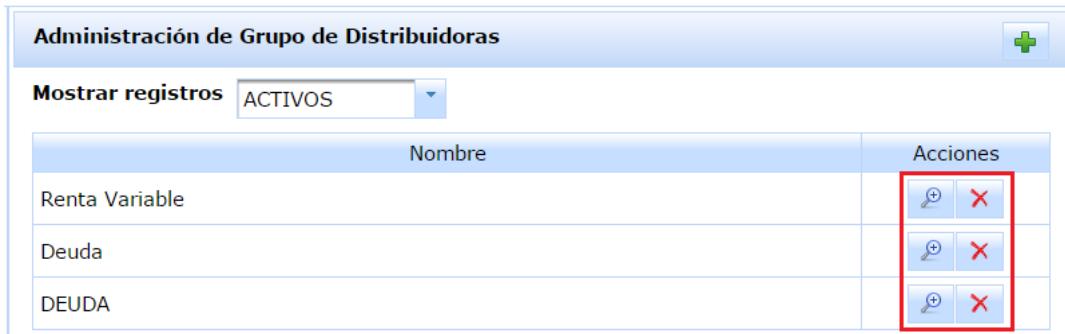 Administración de Grupo de Distribuidoras
Mostrar registros ACTIVOS
Nombre Acciones
Renta Variable
Deuda
DEUDA